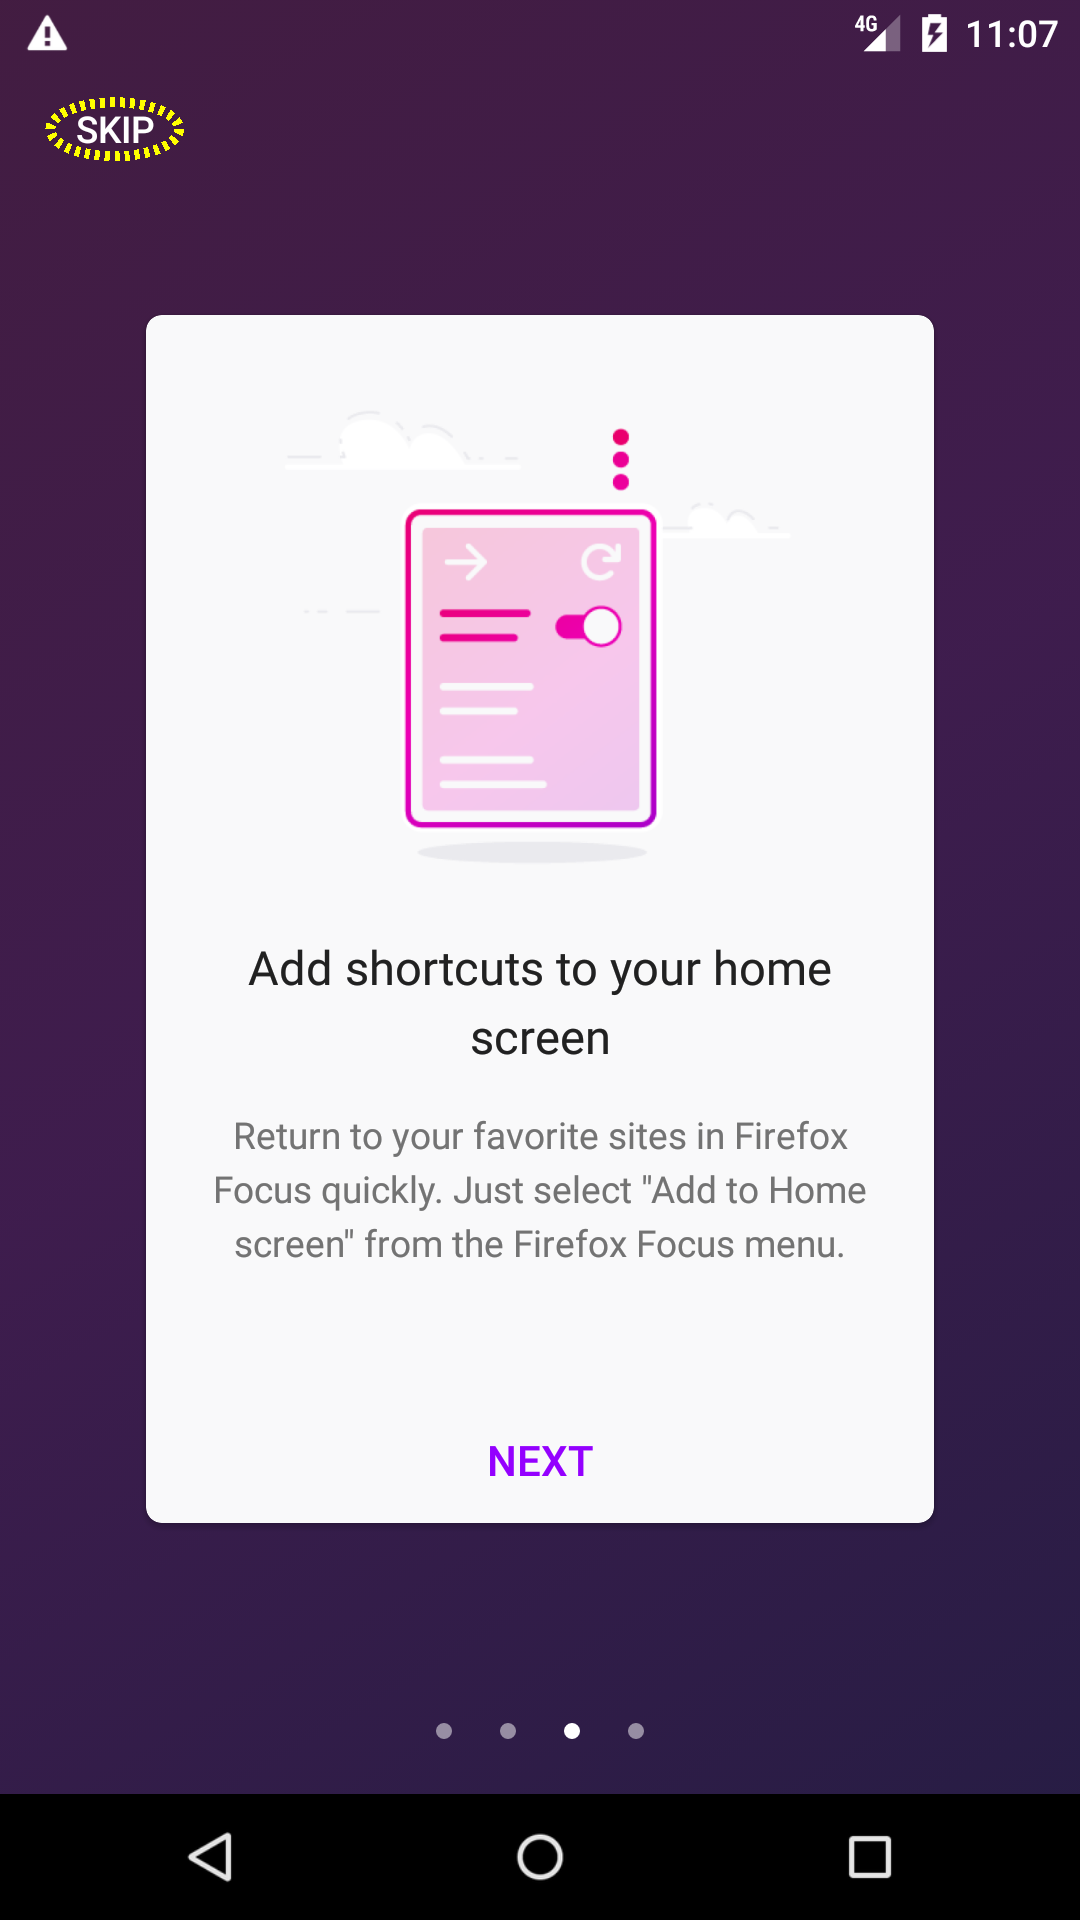 4G 11:07
SKIP
Add shortcuts to your home
screen
Return to your favorite sites in Firefox
Focus quickly. Just select "Add to Home
screen" from the Firefox Focus menu.
NEXT